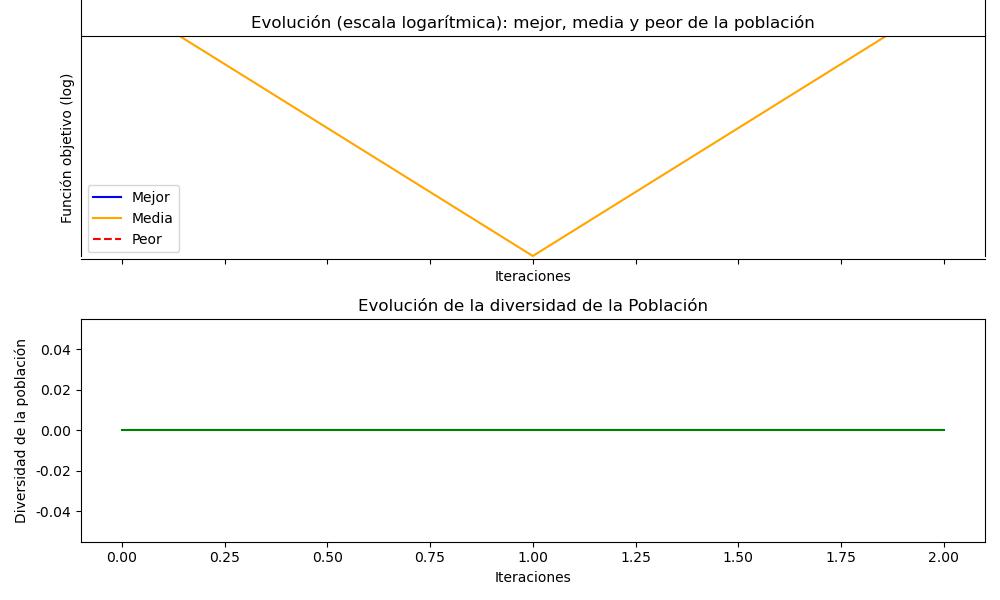 Evolución (escala logarítmica): mejor, media y peor de la población
Función objetivo (log)
Mejor
Media
Peor
Iteraciones
Evolución de la diversidad de la Población
Diversidad de la población
0.04
0.02
0.00
-0.02
-0.04
0.00 0.25 0.50 0.75 1.00 1.25 1.50 1.75 2.00
Iteraciones